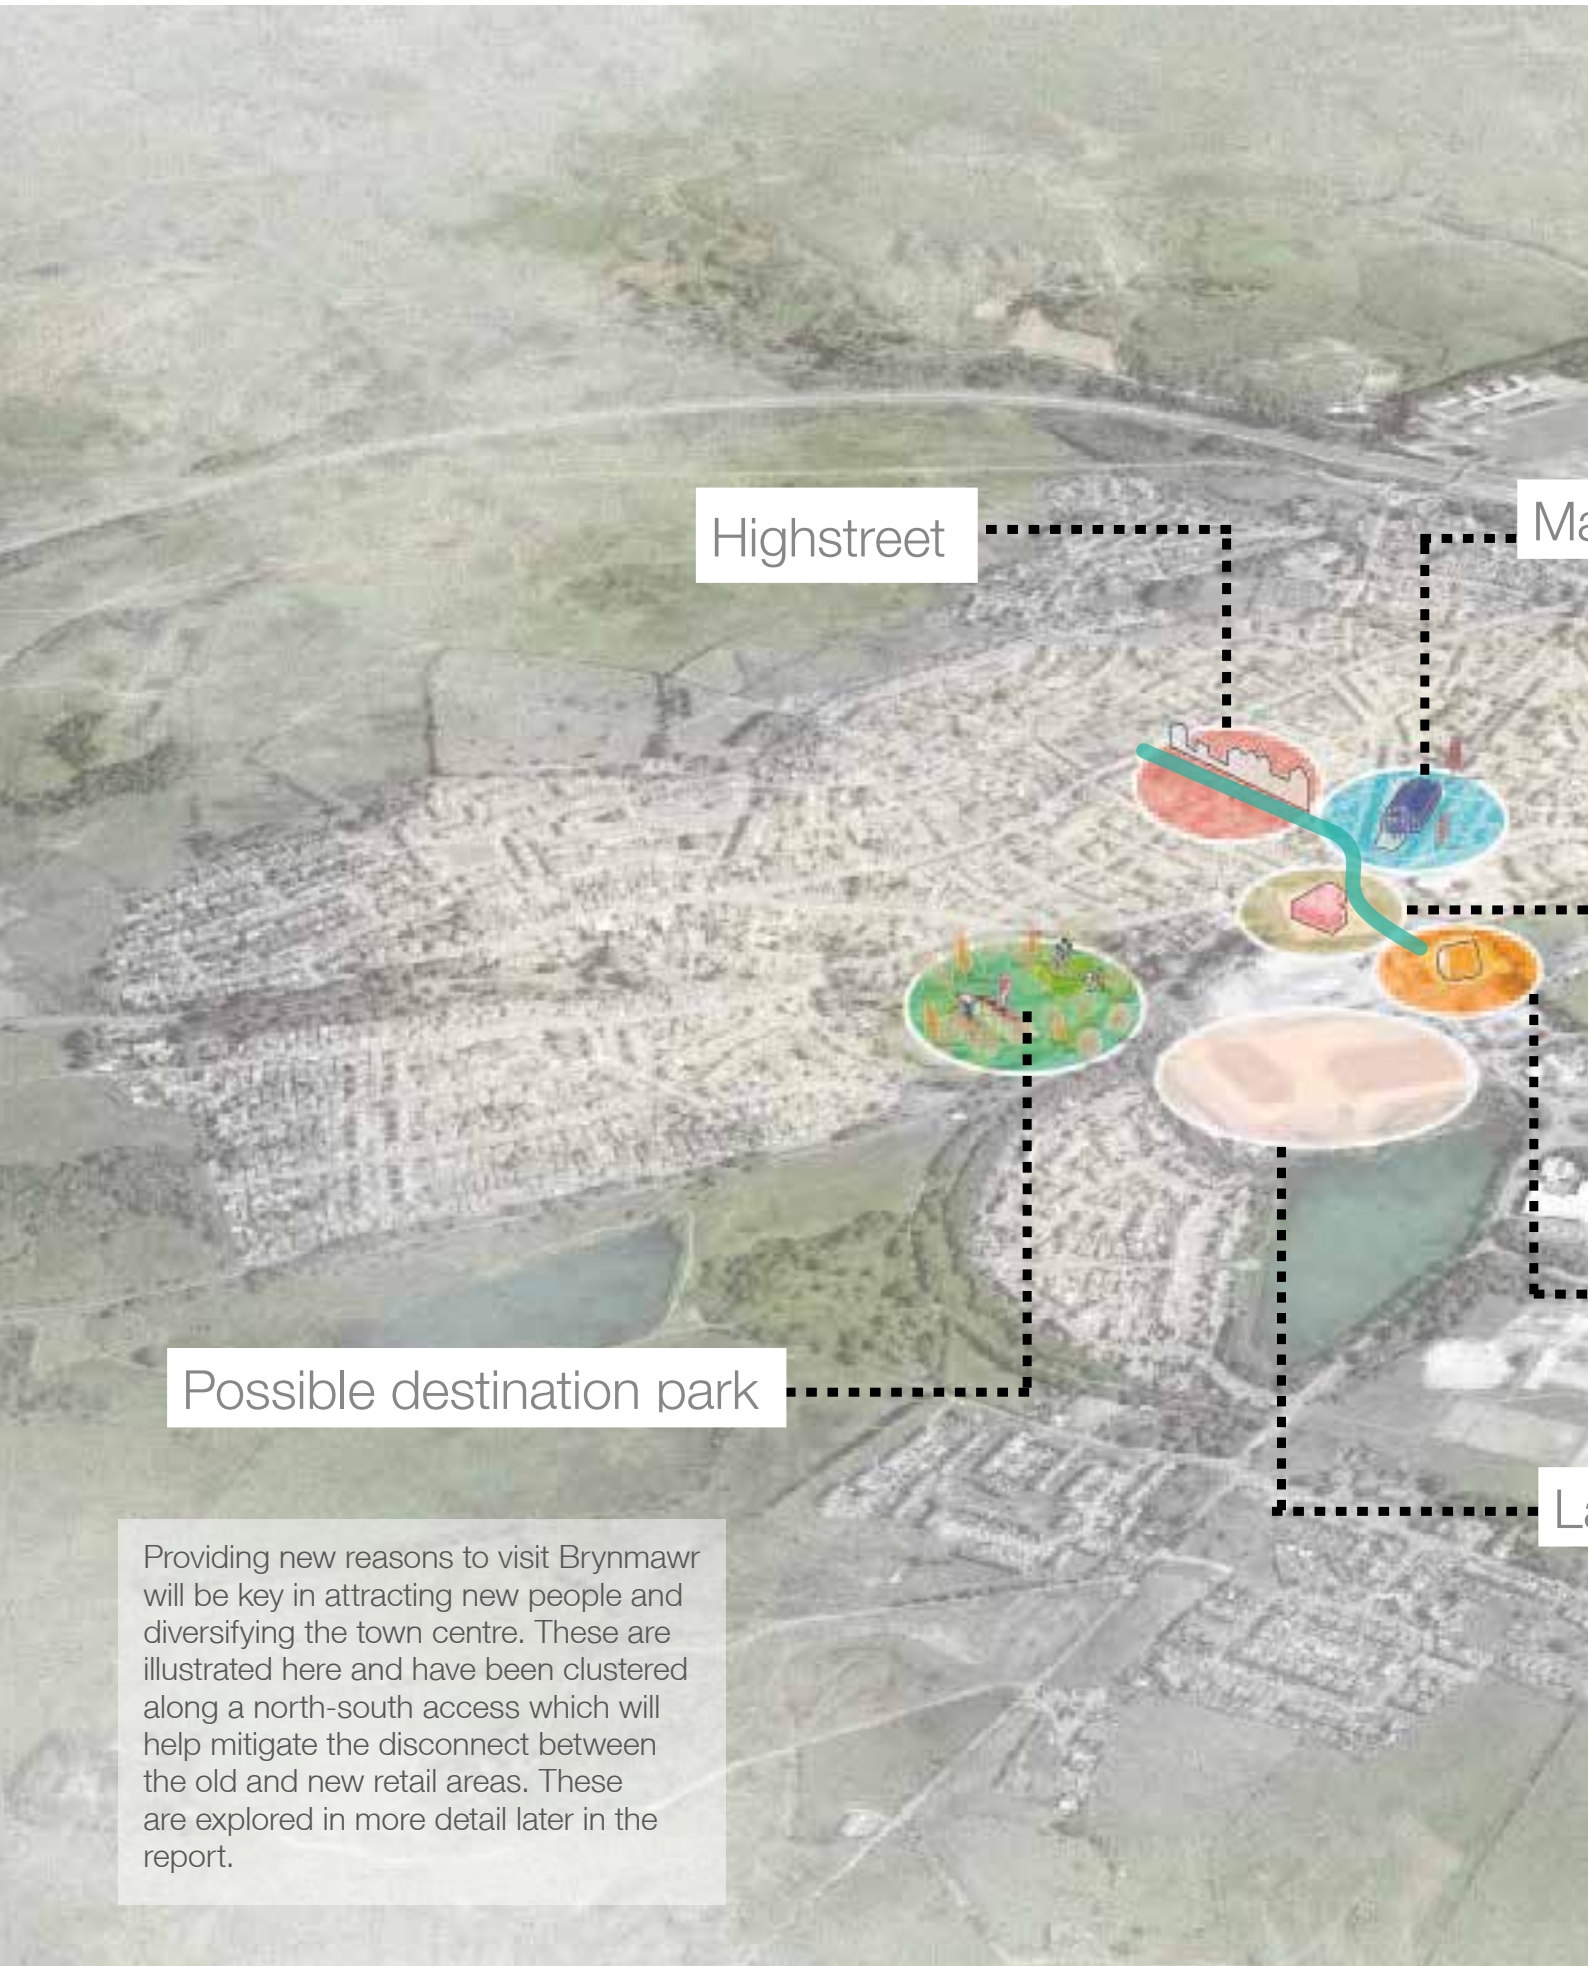 Highstreet
Ma
Possible destination park
La
Providing new reasons to visit Brynmawr
will be key in attracting new people and
diversifying the town centre. These are
illustrated here and have been clustered
along a north-south access which will
help mitigate the disconnect between
the old and new retail areas. These
are explored in more detail later in the
report.